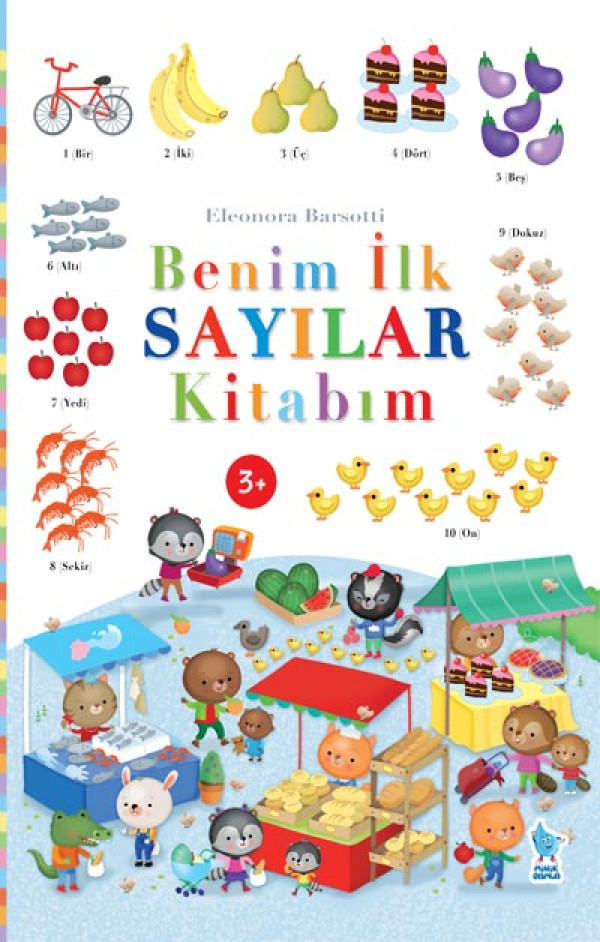 1 (Bir)
2 (İki)
3 (Üç)
4 (Dört)
5 (Beş)
Eleonora Barsotti
9 (Dokuz)
6 (Altı)
Benim İlk
SAYILAR
Kitabım
7 (Yedi)
3+
10 (On)
8 (Sekiz)